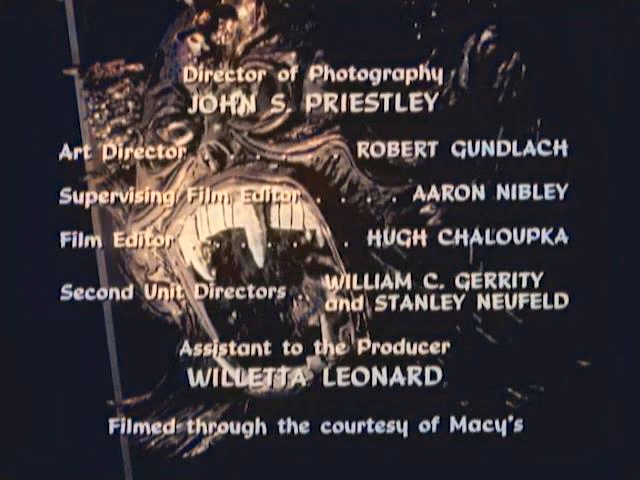 Director of Photography
JOHN S. PRIESTLEY
Art Director . . . . ROBERT GUNDLACH
Supervising Film Editor . . . . AARON NIBLEY
Film Editor . . . . . . HUGH CHALOUPKA
Second Unit Directors . . WILLIAM C. GERRITY
and STANLEY NEUFELD
Assistant to the Producer
WILLETTA LEONARD
Filmed through the courtesy of Macy's